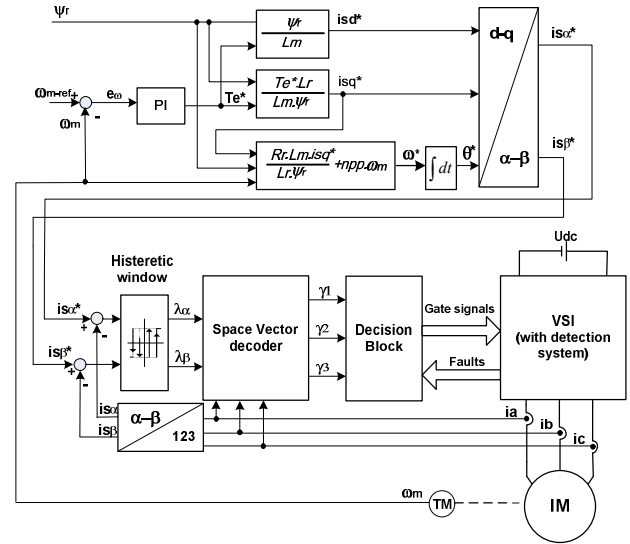 ψr
ψr
Lm
isd*
d-q
isα*
ωm-ref
+
eω
PI
Te*
Te*.Lr
Lm.ψr
isq*
ωm
-
Rr.Lm.isq*
Lr.ψr
+npp.ωm
ω*
∫dt
θ*
α-β
isβ*
Histeretic
window
Udc
isα*
+
-
λα
Space Vector
decoder
γ1
γ2
γ3
Decision
Block
Gate signals
Faults
VSI
(with detection
system)
isβ*
+
-
λβ
isα
isβ
α-β
123
ia
ib
ic
ωm
TM
IM